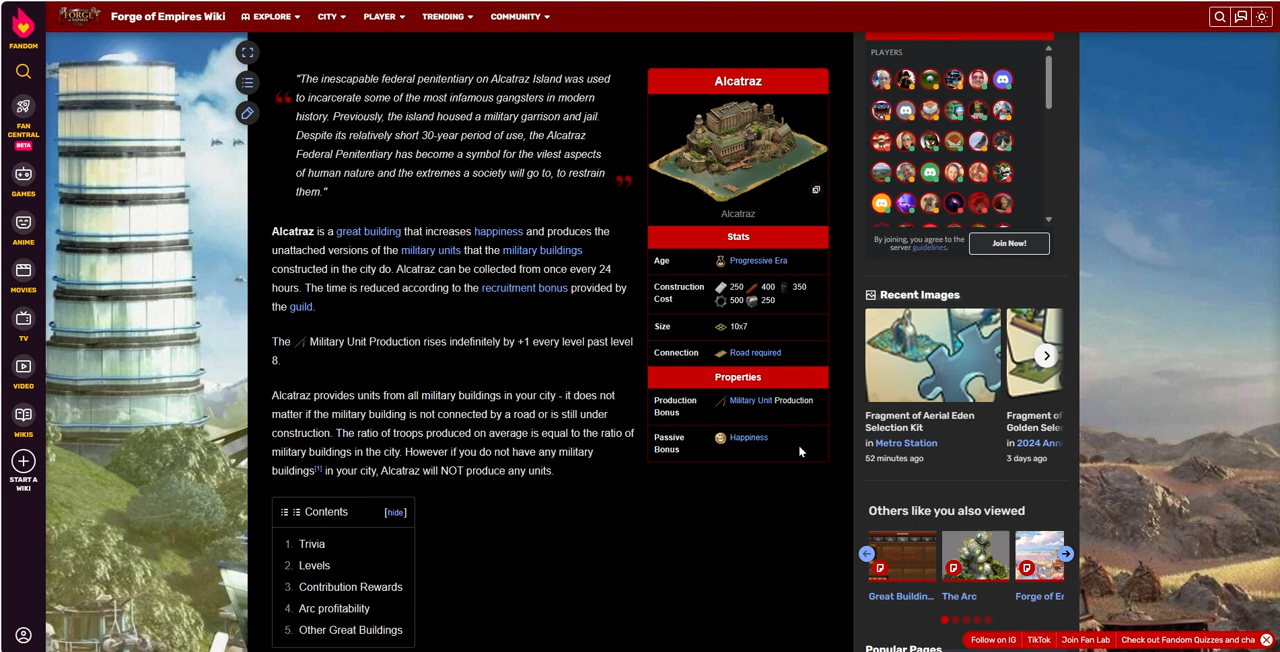 Forge of Empires Wiki
EXPLORE
CITY
PLAYER
TRENDING
COMMUNITY
FANDOM
FAN
CENTRAL
BETA
GAMES
ANIME
MOVIES
TV
VIDEO
WIKIS
START A
WIKI
"The inescapable federal penitentiary on Alcatraz Island was used
to incarcerate some of the most infamous gangsters in modern
history. Previously, the island housed a military garrison and jail.
Despite its relatively short 30-year period of use, the Alcatraz
Federal Penitentiary has become a symbol for the vilest aspects
of human nature and the extremes a society will go to, to restrain
them."
Alcatraz is a great building that increases happiness and produces the
unattached versions of the military units that the military buildings
constructed in the city do. Alcatraz can be collected from once every 24
hours. The time is reduced according to the recruitment bonus provided by
the guild.
The Military Unit Production rises indefinitely by +1 every level past level
8.
Alcatraz provides units from all military buildings in your city - it does not
matter if the military building is not connected by a road or is still under
construction. The ratio of troops produced on average is equal to the ratio of
military buildings in the city. However if you do not have any military
buildings[1] in your city, Alcatraz will NOT produce any units.
Contents [hide]
1. Trivia
2. Levels
3. Contribution Rewards
4. Arc profitability
5. Other Great Buildings
Alcatraz
Alcatraz
Stats
Age Progressive Era
Construction 250 400 350
Cost 500 250
Size 10x7
Connection Road required
Properties
Production Military Unit Production
Bonus
Passive Happiness
Bonus
PLAYERS
By joining, you agree to the
server guidelines.
Join Now!
Recent Images
Fragment of Aerial Eden
Selection Kit
in Metro Station
52 minutes ago
Fragment of
Golden Selec
in 2024 Anni
3 days ago
Others like you also viewed
Great Buildin...
The Arc
Forge of Er
Popular Pages
Follow on IG
TikTok
Join Fan Lab
Check out Fandom Quizzes and cha